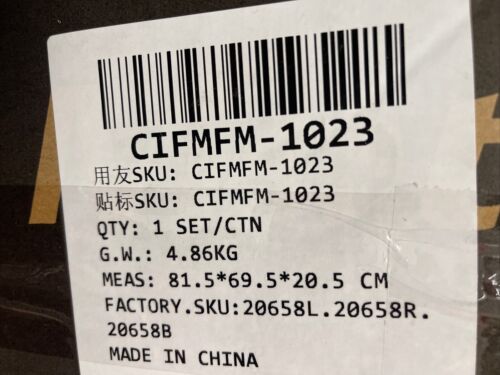 CIFMFM-1023
用友SKU: CIFMFM-1023
贴标SKU: CIFMFM-1023
QTY: 1 SET/CTN
G.W.: 4.86KG
MEAS: 81.5*69.5*20.5 CM
FACTORY.SKU:20658L.20658R.
20658B
MADE IN CHINA